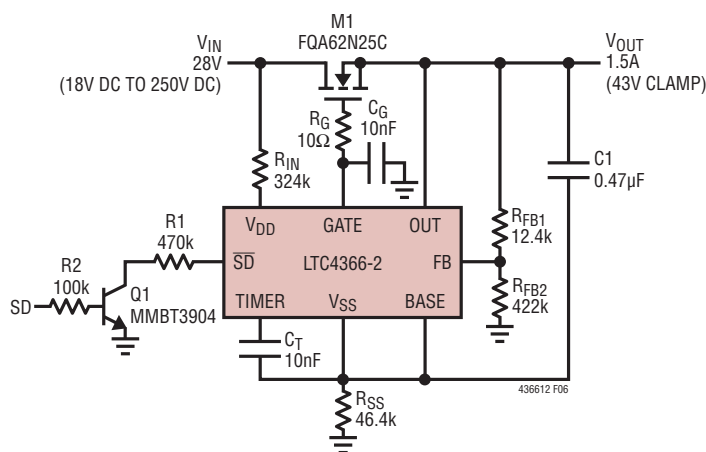 M1
FQA62N25C
VIN
28V
(18V DC TO 250V DC)
VOUT
1.5A
(43V CLAMP)
RG
10Ω
CG
10nF
RIN
324k
C1
0.47µF
R1
470k
VDD
GATE
OUT
RFB1
12.4k
R2
100k
SD
LTC4366-2
FB
SD
Q1
MMBT3904
TIMER
VSS
BASE
RFB2
422k
CT
10nF
436612 F06
RSS
46.4k